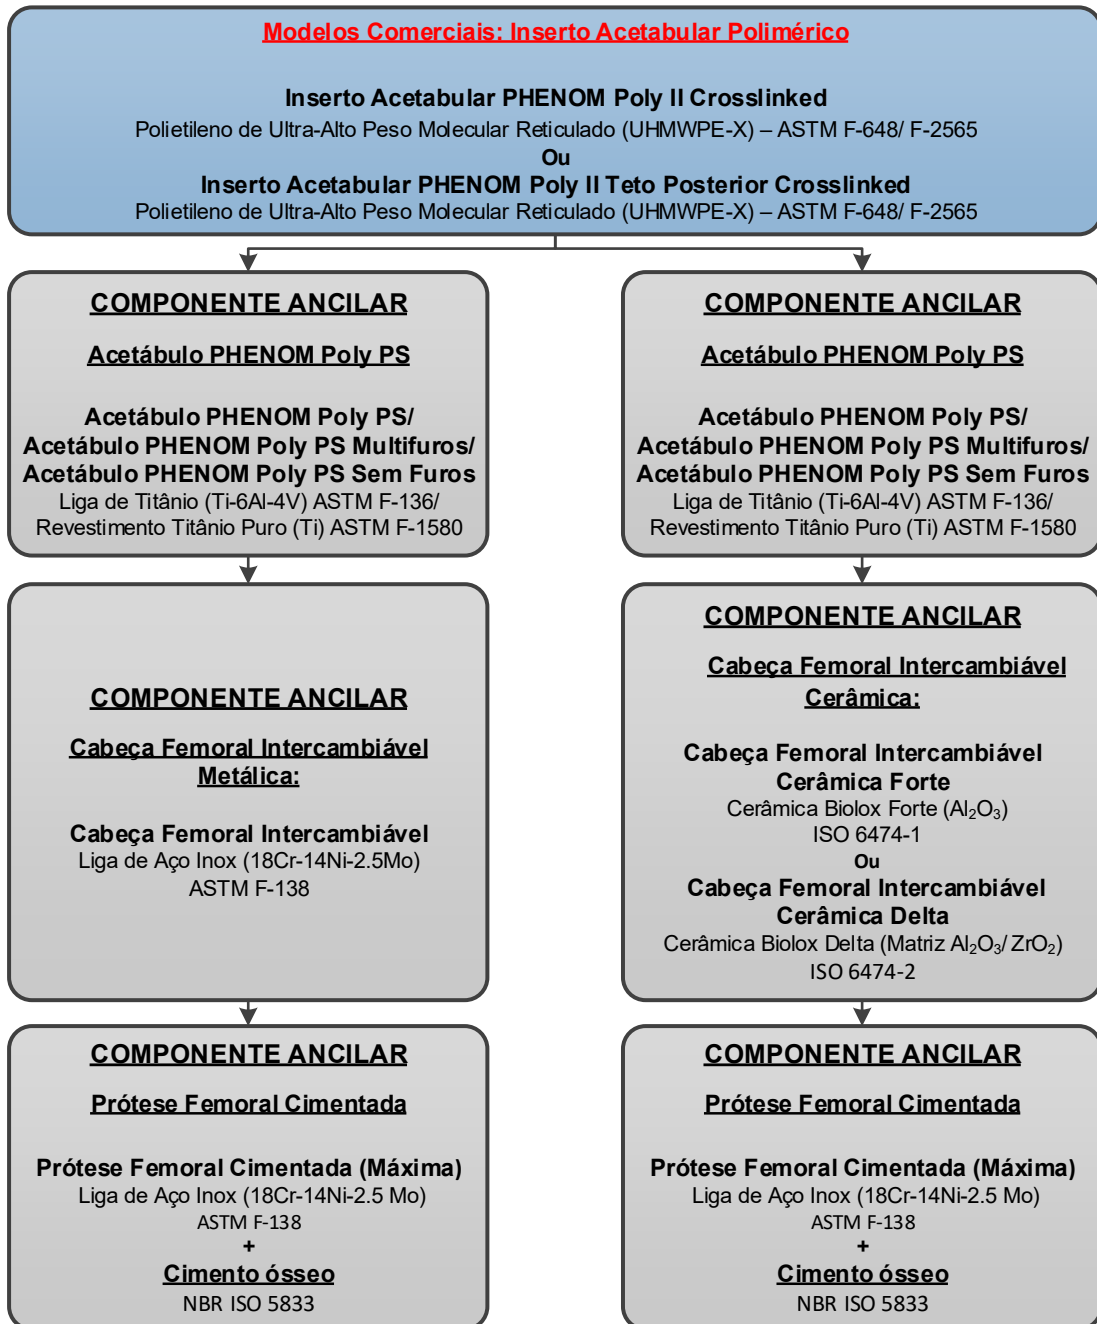 Modelos Comerciais: Inserto Acetabular Polimérico
Inserto Acetabular PHENOM Poly II Crosslinked
Polietileno de Ultra-Alto Peso Molecular Reticulado (UHMWPE-X) – ASTM F-648/ F-2565
Ou
Inserto Acetabular PHENOM Poly II Teto Posterior Crosslinked
Polietileno de Ultra-Alto Peso Molecular Reticulado (UHMWPE-X) – ASTM F-648/ F-2565
COMPONENTE ANCILAR
Acetábulo PHENOM Poly PS
Acetábulo PHENOM Poly PS/
Acetábulo PHENOM Poly PS Multifuros/
Acetábulo PHENOM Poly PS Sem Furos
Liga de Titânio (Ti-6Al-4V) ASTM F-136/
Revestimento Titânio Puro (Ti) ASTM F-1580
COMPONENTE ANCILAR
Acetábulo PHENOM Poly PS
Acetábulo PHENOM Poly PS/
Acetábulo PHENOM Poly PS Multifuros/
Acetábulo PHENOM Poly PS Sem Furos
Liga de Titânio (Ti-6Al-4V) ASTM F-136/
Revestimento Titânio Puro (Ti) ASTM F-1580
COMPONENTE ANCILAR
Cabeça Femoral Intercambiável
Metálica:
Cabeça Femoral Intercambiável
Liga de Aço Inox (18Cr-14Ni-2.5Mo)
ASTM F-138
COMPONENTE ANCILAR
Cabeça Femoral Intercambiável
Cerâmica:
Cabeça Femoral Intercambiável
Cerâmica Forte
Cerâmica Biolox Forte (Al₂O₃)
ISO 6474-1
Ou
Cabeça Femoral Intercambiável
Cerâmica Delta
Cerâmica Biolox Delta (Matriz Al₂O₃/ ZrO₂)
ISO 6474-2
COMPONENTE ANCILAR
Prótese Femoral Cimentada
Prótese Femoral Cimentada (Máxima)
Liga de Aço Inox (18Cr-14Ni-2.5 Mo)
ASTM F-138
+
Cimento ósseo
NBR ISO 5833
COMPONENTE ANCILAR
Prótese Femoral Cimentada
Prótese Femoral Cimentada (Máxima)
Liga de Aço Inox (18Cr-14Ni-2.5 Mo)
ASTM F-138
+
Cimento ósseo
NBR ISO 5833